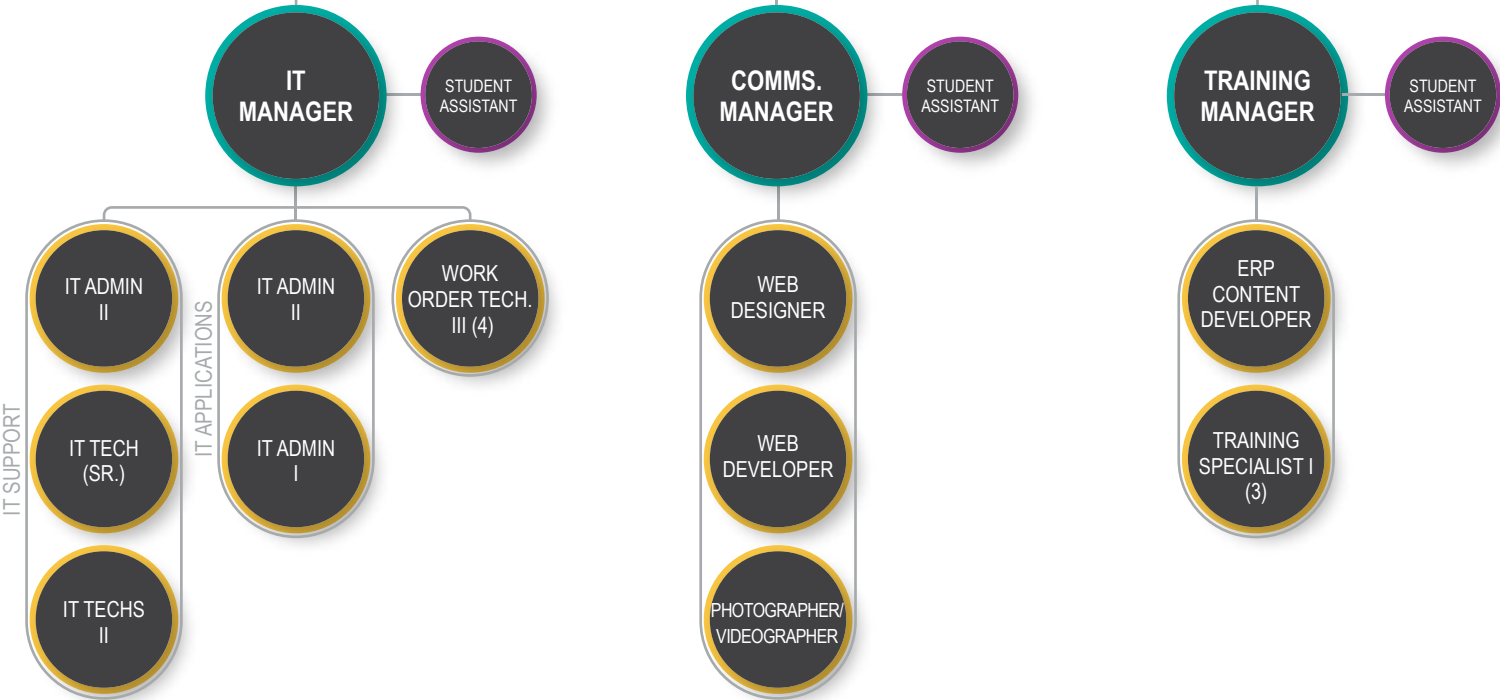 IT
MANAGER
STUDENT
ASSISTANT
COMMS.
MANAGER
STUDENT
ASSISTANT
TRAINING
MANAGER
STUDENT
ASSISTANT
IT SUPPORT
IT ADMIN
II
IT TECH
(SR.)
IT TECHS
II
IT APPLICATIONS
IT ADMIN
II
IT ADMIN
I
WORK
ORDER TECH.
III (4)
WEB
DESIGNER
WEB
DEVELOPER
PHOTOGRAPHER/
VIDEOGRAPHER
ERP
CONTENT
DEVELOPER
TRAINING
SPECIALIST I
(3)